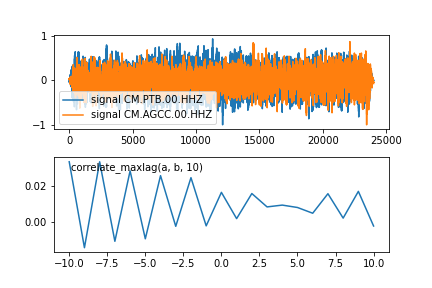 1
0
−1
signal CM.PTB.00.HHZ
signal CM.AGCC.00.HHZ
0 5000 10000 15000 20000 25000
correlate_maxlag(a, b, 10)
0.02
0.00
−10.0 −7.5 −5.0 −2.5 0.0 2.5 5.0 7.5 10.0